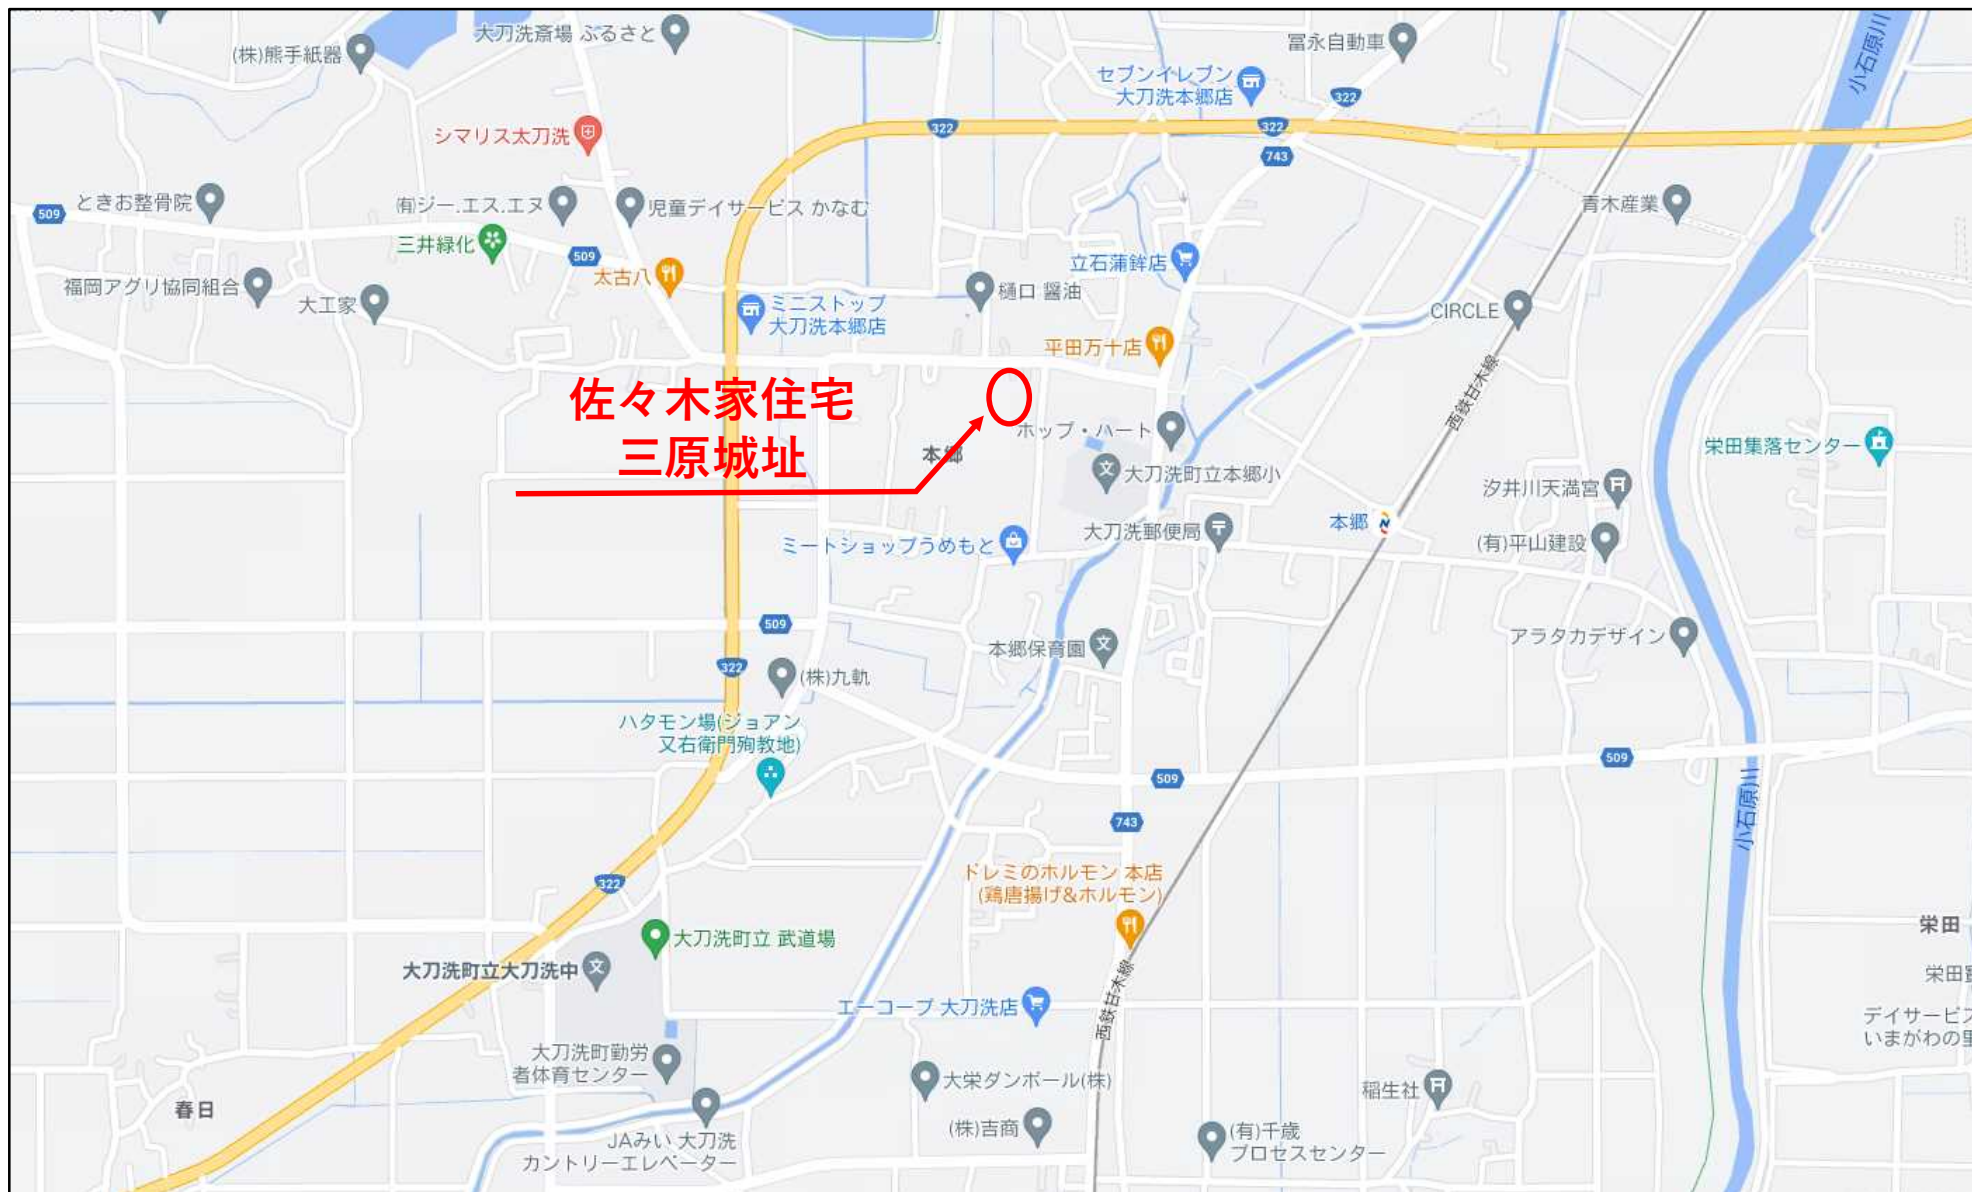 大刀洗斎場 ふるさと
(株)熊手紙器
冨永自動車
小石原川
セブンイレブン
大刀洗本郷店
322
シマリス太刀洗
322
322
743
ときお整骨院
509
(有)ジー.エス.エヌ
児童デイサービス かなむ
青木産業
三井緑化
509
太古八
立石蒲鉾店
福岡アグリ協同組合
大工家
樋口 醤油
ミニストップ
大刀洗本郷店
CIRCLE
平田万十店
西鉄甘木線
佐々木家住宅
三原城址
ホップ・ハート
本郷
大刀洗町立本郷小
栄田集落センター
汐井川天満宮
大刀洗郵便局
本郷
ミートショップうめもと
(有)平山建設
509
本郷保育園
アラタカデザイン
322
(株)九軌
ハタモン場(ジョアン
又右衛門殉教地)
509
509
小石原川
743
ドレミのホルモン 本店
(鶏唐揚げ&ホルモン)
322
大刀洗町立 武道場
栄田
大刀洗町立大刀洗中
西鉄甘木線
エーコープ 大刀洗店
デイサービス
いまがわの里
大刀洗町勤労
者体育センター
大栄ダンボール(株)
稲生社
春日
(株)吉商
(有)千歳
プロセスセンター
JAみい 大刀洗
カントリーエレベーター